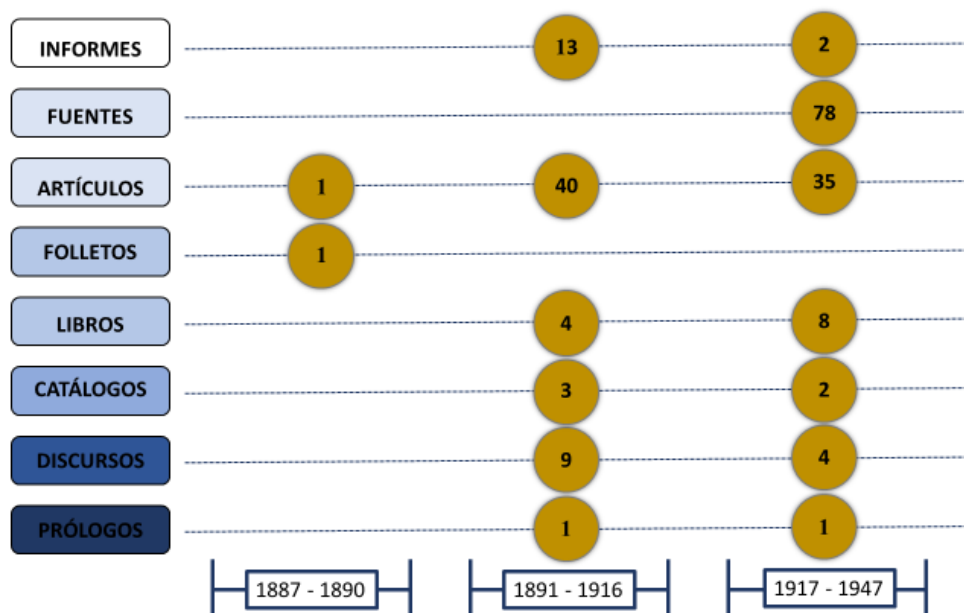 INFORMES 13 2
FUENTES 78
ARTÍCULOS 1 40 35
FOLLETOS 1
LIBROS 4 8
CATÁLOGOS 3 2
DISCURSOS 9 4
PRÓLOGOS 1 1
1887 - 1890 1891 - 1916 1917 - 1947